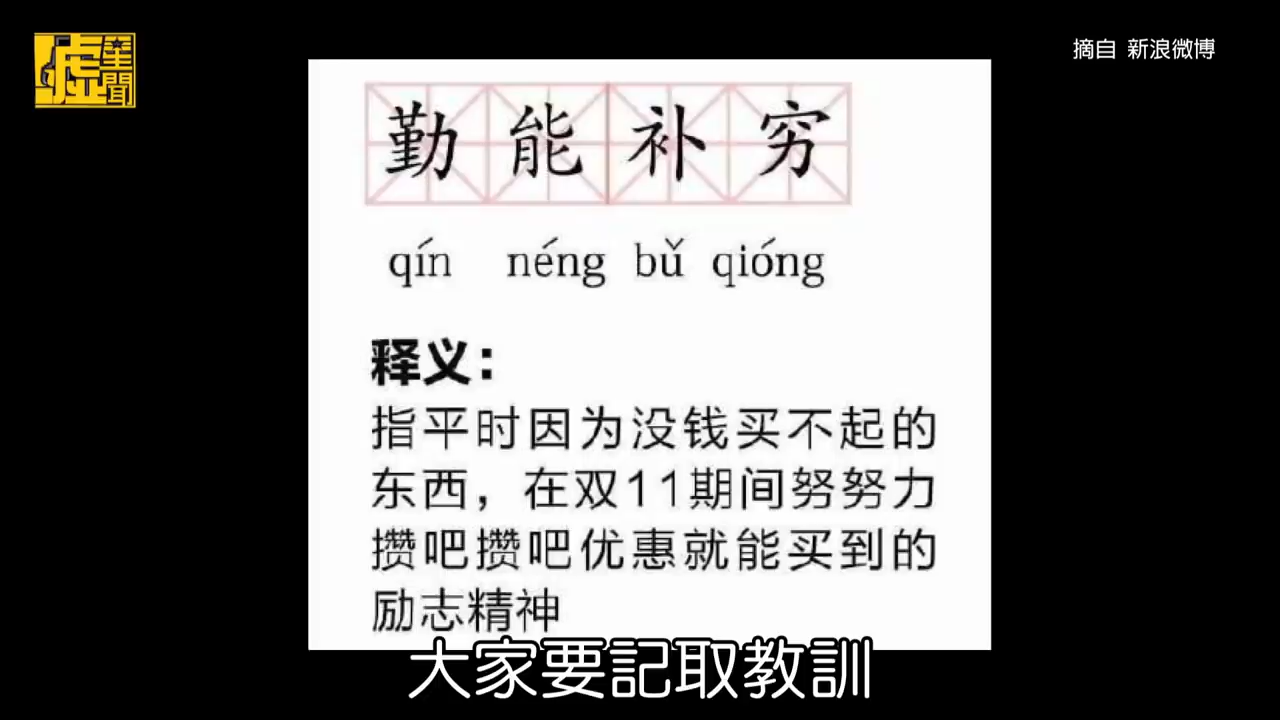 噓星聞
摘自 新浪微博
勤能补穷
qín néng bǔ qióng
释义：
指平时因为没钱买不起的
东西，在双11期间努努力
攒吧攒吧优惠就能买到的
励志精神
大家要記取教訓